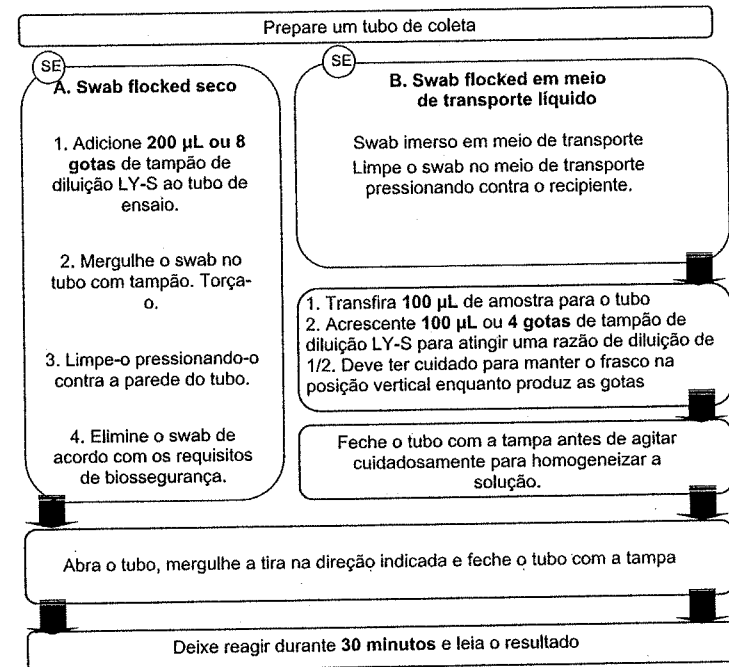 Prepare um tubo de coleta
SE
A. Swab flocked seco
1. Adicione 200 µL ou 8
gotas de tampão de
diluição LY-S ao tubo de
ensaio.
2. Mergulhe o swab no
tubo com tampão. Torça-
o.
3. Limpe-o pressionando-o
contra a parede do tubo.
4. Elimine o swab de
acordo com os requisitos
de biossegurança.
SE
B. Swab flocked em meio
de transporte líquido
Swab imerso em meio de transporte
Limpe o swab no meio de transporte
pressionando contra o recipiente.
1. Transfira 100 µL de amostra para o tubo
2. Acrescente 100 µL ou 4 gotas de tampão de
diluição LY-S para atingir uma razão de diluição de
1/2. Deve ter cuidado para manter o frasco na
posição vertical enquanto produz as gotas
Feche o tubo com a tampa antes de agitar
cuidadosamente para homogeneizar a
solução.
Abra o tubo, mergulhe a tira na direção indicada e feche o tubo com a tampa
Deixe reagir durante 30 minutos e leia o resultado